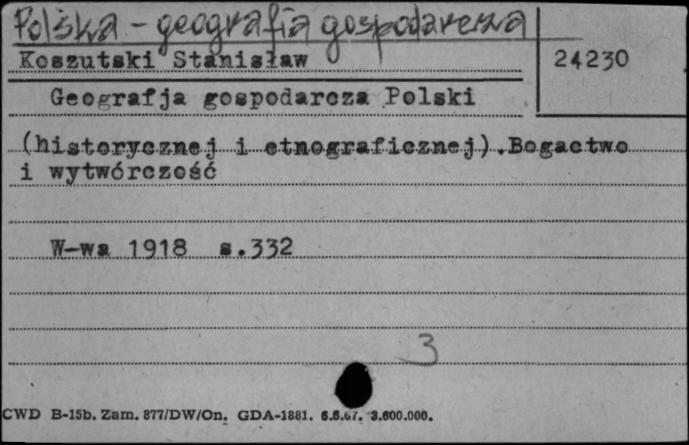 Polska - geografia gospodarcza
Koszutski Stanisław
24230
Geografja gospodarcza Polski
(historycznej i etnograficznej).Bogactwo
i wytwórczość
W-wa 1918 s.332
3
CWD B-15b. Zam. 877/DW/On. GDA-1881. 6.6.67. 3.600.000.